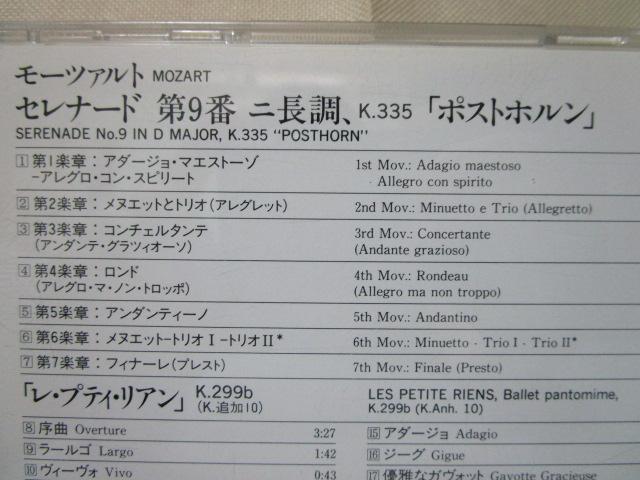 モーツァルト MOZART
セレナード 第9番 ニ長調、K.335「ポストホルン」
SERENADE No.9 IN D MAJOR, K.335 "POSTHORN"
1 第1楽章：アダージョ・マエストーゾ
-アレグロ・コン・スピリート
1st Mov.: Adagio maestoso
- Allegro con spirito
2 第2楽章：メヌエットとトリオ(アレグレット) 2nd Mov.: Minuetto e Trio (Allegretto)
3 第3楽章：コンチェルタンテ
(アンダンテ・グラツィオーソ)
3rd Mov.: Concertante
(Andante grazioso)
4 第4楽章：ロンド
(アレグロ・マ・ノン・トロッポ)
4th Mov.: Rondeau
(Allegro ma non troppo)
5 第5楽章：アンダンティーノ 5th Mov.: Andantino
6 第6楽章：メヌエット-トリオI-トリオII* 6th Mov.: Minuetto - Trio I - Trio II*
7 第7楽章：フィナーレ(プレスト) 7th Mov.: Finale (Presto)
「レ・プティ・リアン」K.299b
(K.追加10)
LES PETITE RIENS, Ballet pantomime,
K.299b (K.Anh. 10)
8 序曲 Overture 3:27
9 ラールゴ Largo 1:42
10 ヴィーヴォ Vivo 0:43
15 アダージョ Adagio
16 ジーグ Gigue
17 優雅なガヴォット Gavotte Gracieuse